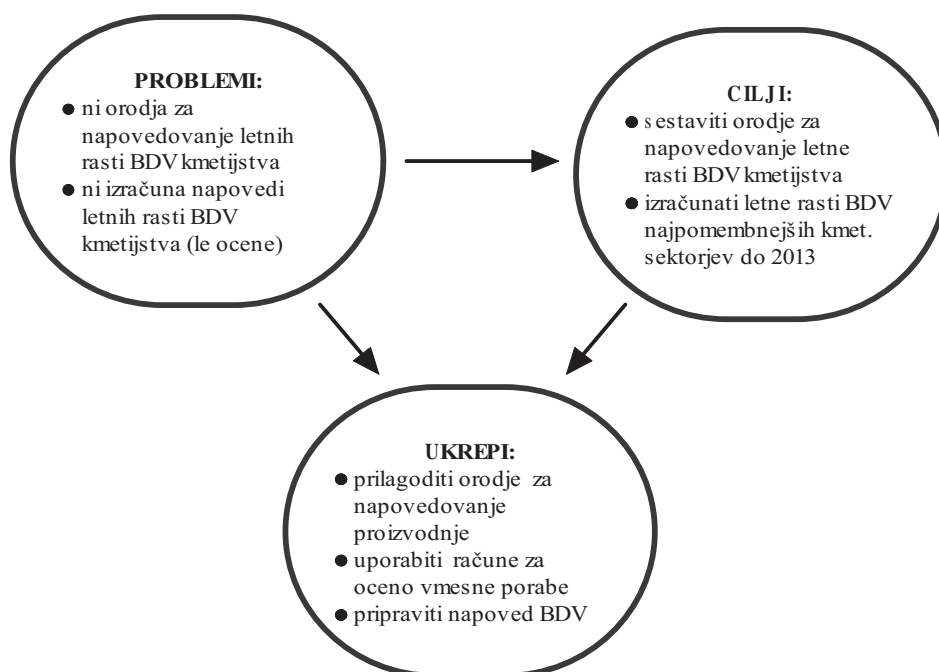 PROBLEMI:
● ni orodja za
napovedovanje letnih
rasti BDV kmetijstva
● ni izračuna napovedi
letnih rasti BDV
kmetijstva (le ocene)
CILJI:
● sestaviti orodje za
napovedovanje letne
rasti BDV kmetijstva
● izračunati letne rasti BDV
najpomembnejših kmet.
sektorjev do 2013
UKREPI:
● prilagoditi orodje za
napovedovanje
proizvodnje
● uporabiti račune za
oceno vmesne porabe
● pripraviti napoved BDV